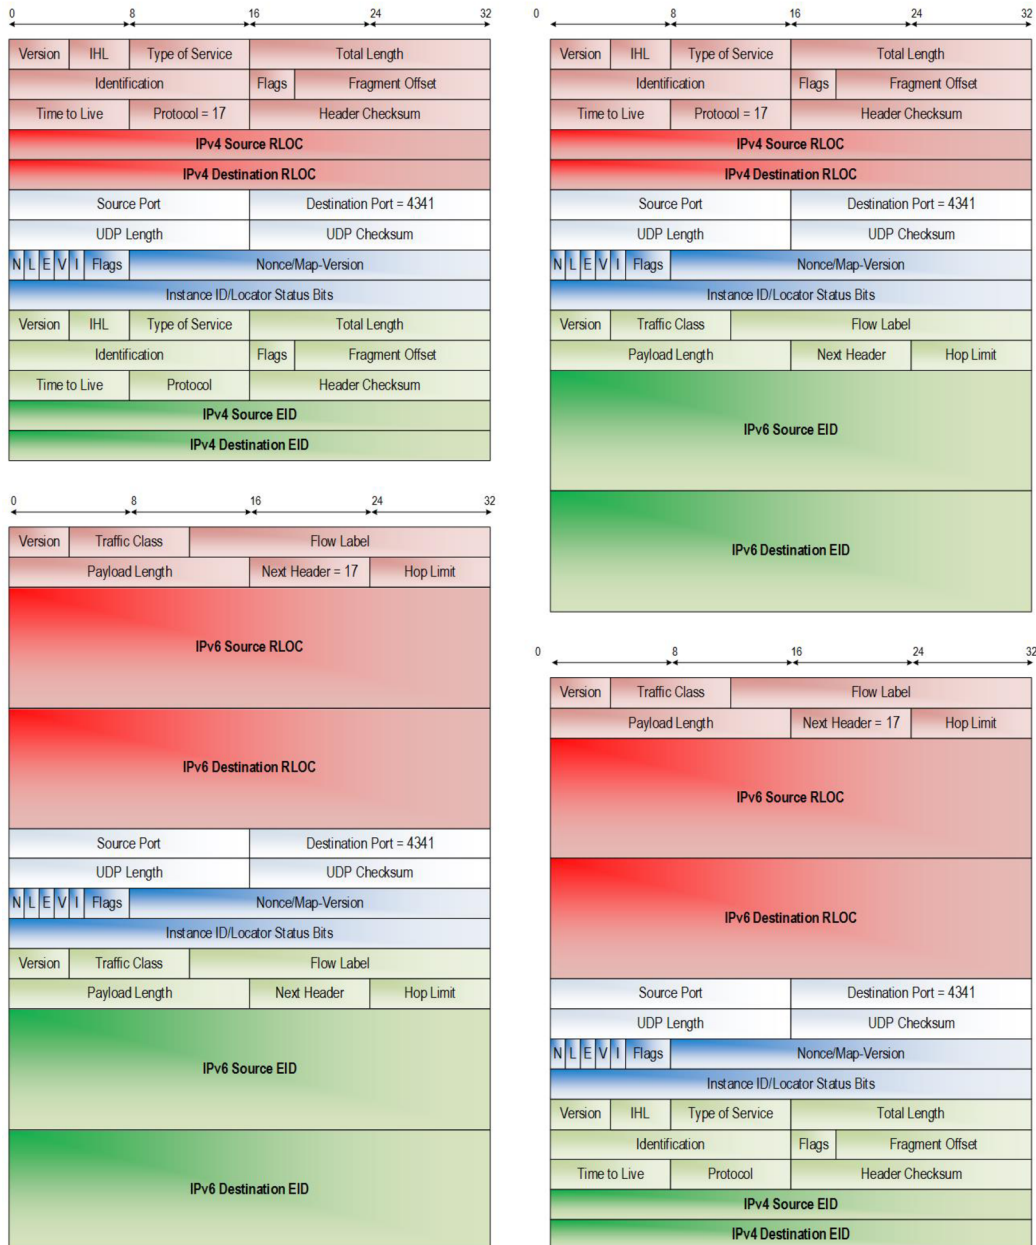 0 8 16 24 32
Version IHL Type of Service Total Length
Identification Flags Fragment Offset
Time to Live Protocol = 17 Header Checksum
IPv4 Source RLOC
IPv4 Destination RLOC
Source Port Destination Port = 4341
UDP Length UDP Checksum
N L E V I Flags Nonce/Map-Version
Instance ID/Locator Status Bits
Version IHL Type of Service Total Length
Identification Flags Fragment Offset
Time to Live Protocol Header Checksum
IPv4 Source EID
IPv4 Destination EID
0 8 16 24 32
Version IHL Type of Service Total Length
Identification Flags Fragment Offset
Time to Live Protocol = 17 Header Checksum
IPv4 Source RLOC
IPv4 Destination RLOC
Source Port Destination Port = 4341
UDP Length UDP Checksum
N L E V I Flags Nonce/Map-Version
Instance ID/Locator Status Bits
Version Traffic Class Flow Label
Payload Length Next Header Hop Limit
IPv6 Source EID
IPv6 Destination EID
0 8 16 24 32
Version Traffic Class Flow Label
Payload Length Next Header = 17 Hop Limit
IPv6 Source RLOC
IPv6 Destination RLOC
Source Port Destination Port = 4341
UDP Length UDP Checksum
N L E V I Flags Nonce/Map-Version
Instance ID/Locator Status Bits
Version Traffic Class Flow Label
Payload Length Next Header Hop Limit
IPv6 Source EID
IPv6 Destination EID
0 8 16 24 32
Version Traffic Class Flow Label
Payload Length Next Header = 17 Hop Limit
IPv6 Source RLOC
IPv6 Destination RLOC
Source Port Destination Port = 4341
UDP Length UDP Checksum
N L E V I Flags Nonce/Map-Version
Instance ID/Locator Status Bits
Version IHL Type of Service Total Length
Identification Flags Fragment Offset
Time to Live Protocol Header Checksum
IPv4 Source EID
IPv4 Destination EID